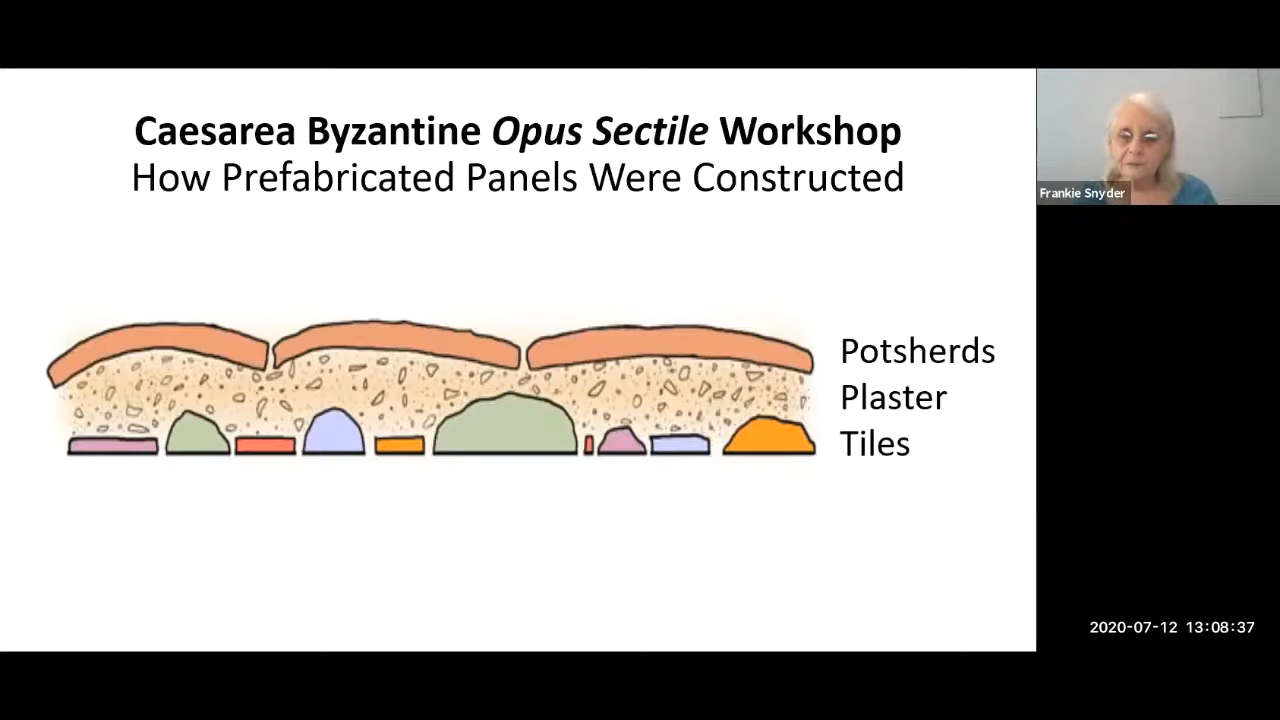 Caesarea Byzantine Opus Sectile Workshop
How Prefabricated Panels Were Constructed
Potsherds
Plaster
Tiles
Frankie Snyder
2020-07-12 13:08:37